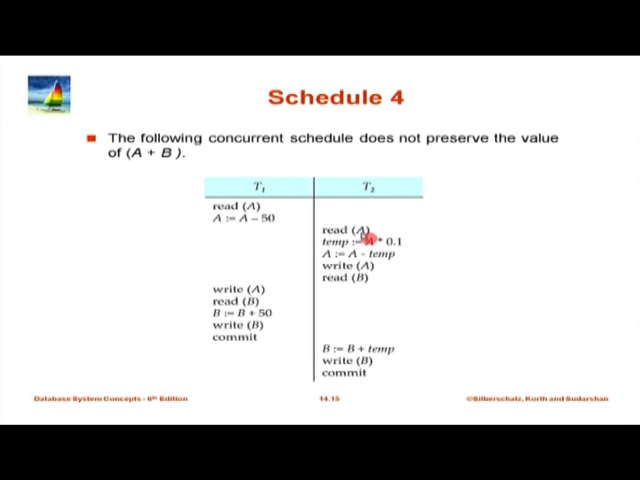 Schedule 4
The following concurrent schedule does not preserve the value
of (A + B ).
T1 T2
read (A)
A := A – 50
read (A)
temp := A * 0.1
A := A - temp
write (A)
read (B)
write (A)
read (B)
B := B + 50
write (B)
commit
B := B + temp
write (B)
commit
Database System Concepts - 6th Edition 14.15 ©Silberschatz, Korth and Sudarshan